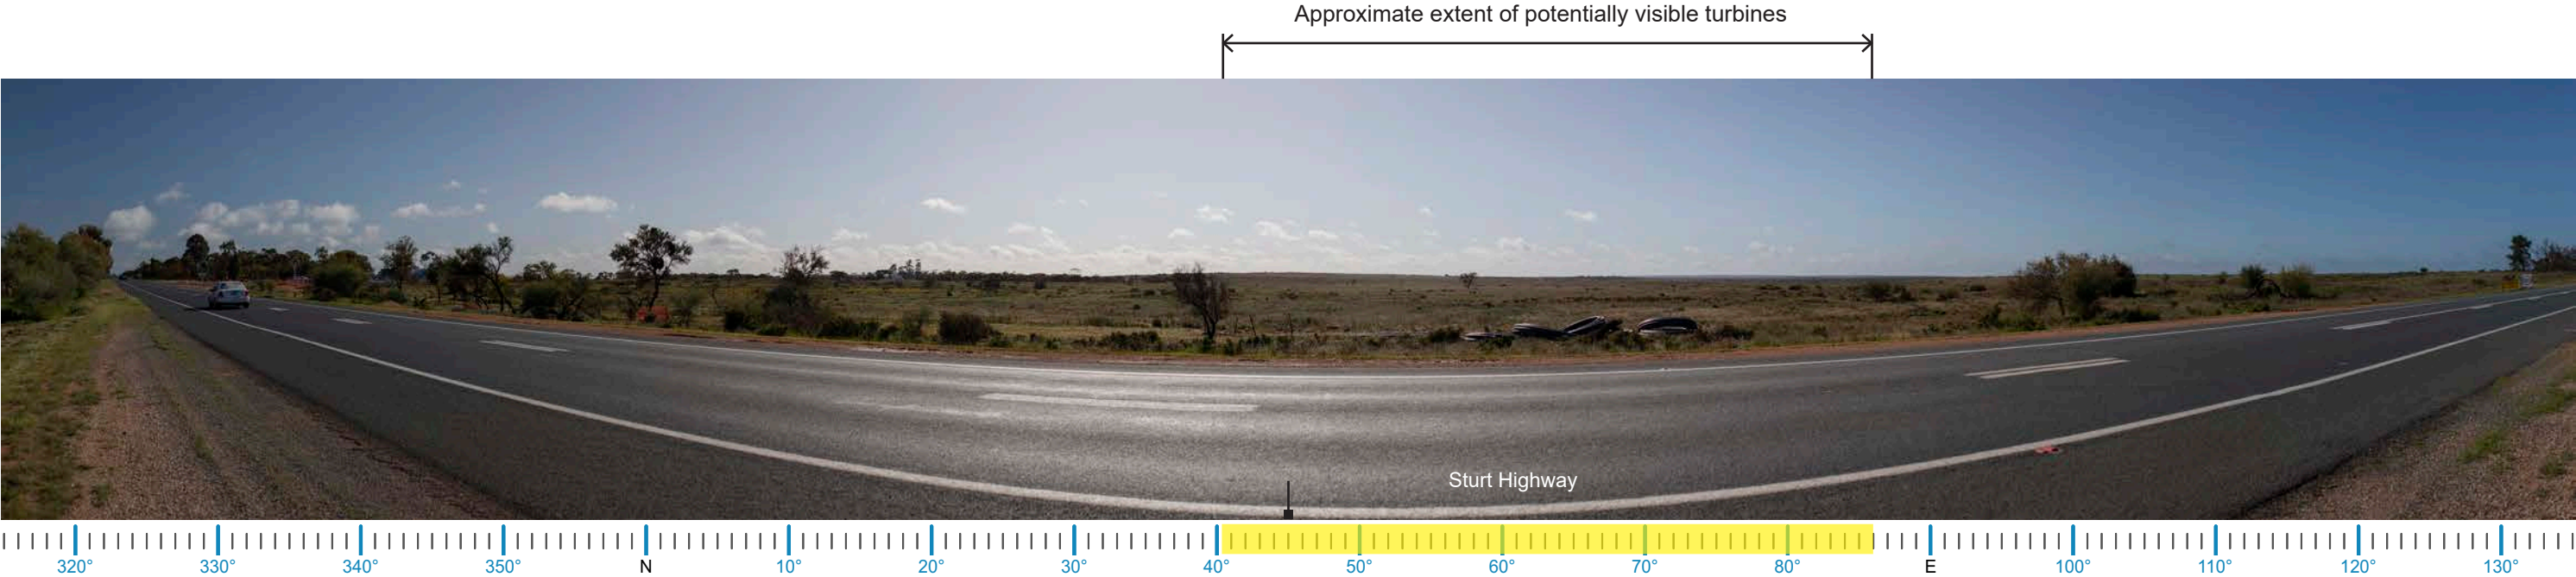 Approximate extent of potentially visible turbines
Sturt Highway
320° 330° 340° 350° N 10° 20° 30° 40° 50° 60° 70° 80° E 100° 110° 120° 130°